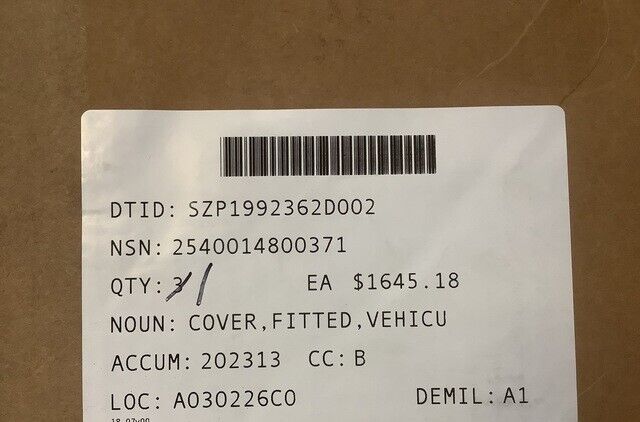 DTID: SZP1992362D002
NSN: 2540014800371
QTY: 3 1 EA $1645.18
NOUN: COVER,FITTED,VEHICU
ACCUM: 202313 CC: B
LOC: A030226C0 DEMIL: A1